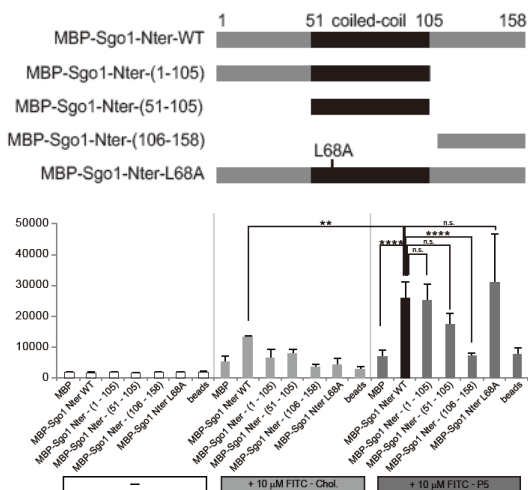 1 51 coiled-coil 105 158
MBP-Sgo1-Nter-WT
MBP-Sgo1-Nter-(1-105)
MBP-Sgo1-Nter-(51-105)
MBP-Sgo1-Nter-(106-158)
L68A
MBP-Sgo1-Nter-L68A
50000
40000
30000
20000
10000
0
** n.s.
****
**** n.s.
n.s.
MBP
MBP-Sgo1 Nter WT
MBP-Sgo1 Nter - (1 - 105)
MBP-Sgo1 Nter - (51 - 105)
MBP-Sgo1 Nter - (106 - 158)
MBP-Sgo1 Nter L68A
beads
MBP
MBP-Sgo1 Nter WT
MBP-Sgo1 Nter - (1 - 105)
MBP-Sgo1 Nter - (51 - 105)
MBP-Sgo1 Nter - (106 - 158)
MBP-Sgo1 Nter L68A
beads
MBP
MBP-Sgo1 Nter WT
MBP-Sgo1 Nter - (1 - 105)
MBP-Sgo1 Nter - (51 - 105)
MBP-Sgo1 Nter - (106 - 158)
MBP-Sgo1 Nter L68A
beads
– + 10 µM FITC - Chol. + 10 µM FITC - P5